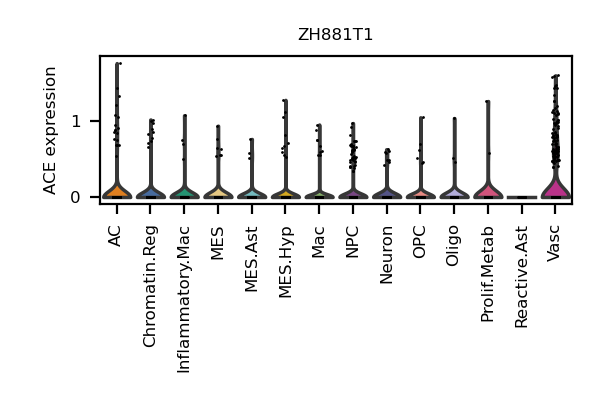 ZH881T1
ACE expression
1
0
AC
Chromatin.Reg
Inflammatory.Mac
MES
MES.Ast
MES.Hyp
Mac
NPC
Neuron
OPC
Oligo
Prolif.Metab
Reactive.Ast
Vasc